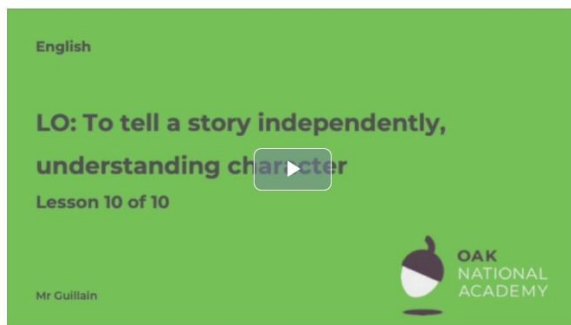 English
LO: To tell a story independently,
understanding character
Lesson 10 of 10
Mr Guillain
OAK
NATIONAL
ACADEMY